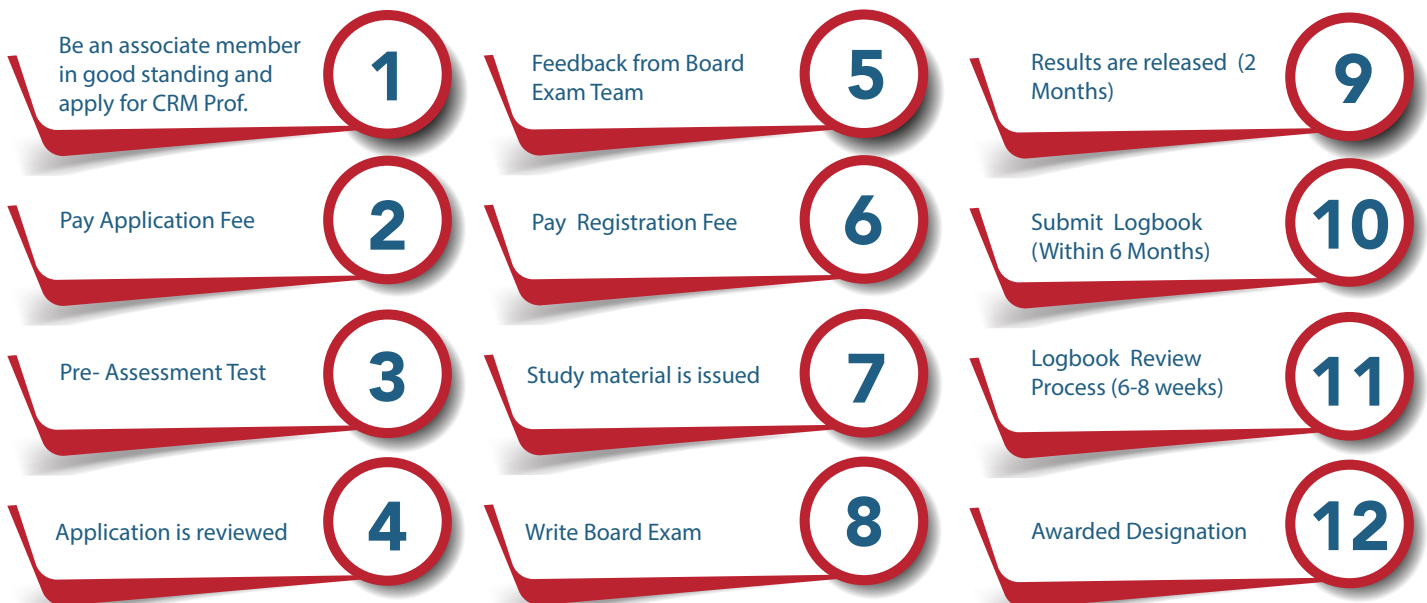 Be an associate member
in good standing and
apply for CRM Prof.
1
Pay Application Fee
2
Pre- Assessment Test
3
Application is reviewed
4
Feedback from Board
Exam Team
5
Pay Registration Fee
6
Study material is issued
7
Write Board Exam
8
Results are released (2
Months)
9
Submit Logbook
(Within 6 Months)
10
Logbook Review
Process (6-8 weeks)
11
Awarded Designation
12